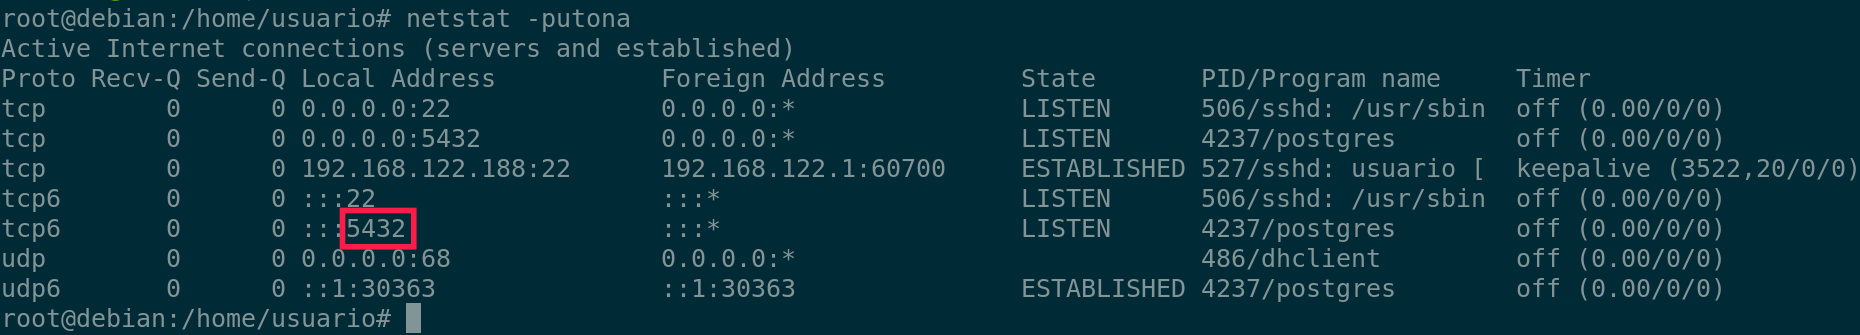 root@debian:/home/usuario# netstat -putona
Active Internet connections (servers and established)
Proto Recv-Q Send-Q Local Address           Foreign Address         State       PID/Program name     Timer
tcp        0      0 0.0.0.0:22              0.0.0.0:*               LISTEN      506/sshd: /usr/sbin  off (0.00/0/0)
tcp        0      0 0.0.0.0:5432            0.0.0.0:*               LISTEN      4237/postgres        off (0.00/0/0)
tcp        0      0 192.168.122.188:22      192.168.122.1:60700     ESTABLISHED 527/sshd: usuario [  keepalive (3522,20/0/0)
tcp6       0      0 :::22                   :::*                    LISTEN      506/sshd: /usr/sbin  off (0.00/0/0)
tcp6       0      0 :::5432                 :::*                    LISTEN      4237/postgres        off (0.00/0/0)
udp        0      0 0.0.0.0:68              0.0.0.0:*                           486/dhclient         off (0.00/0/0)
udp6       0      0 ::1:30363               ::1:30363               ESTABLISHED 4237/postgres        off (0.00/0/0)
root@debian:/home/usuario#